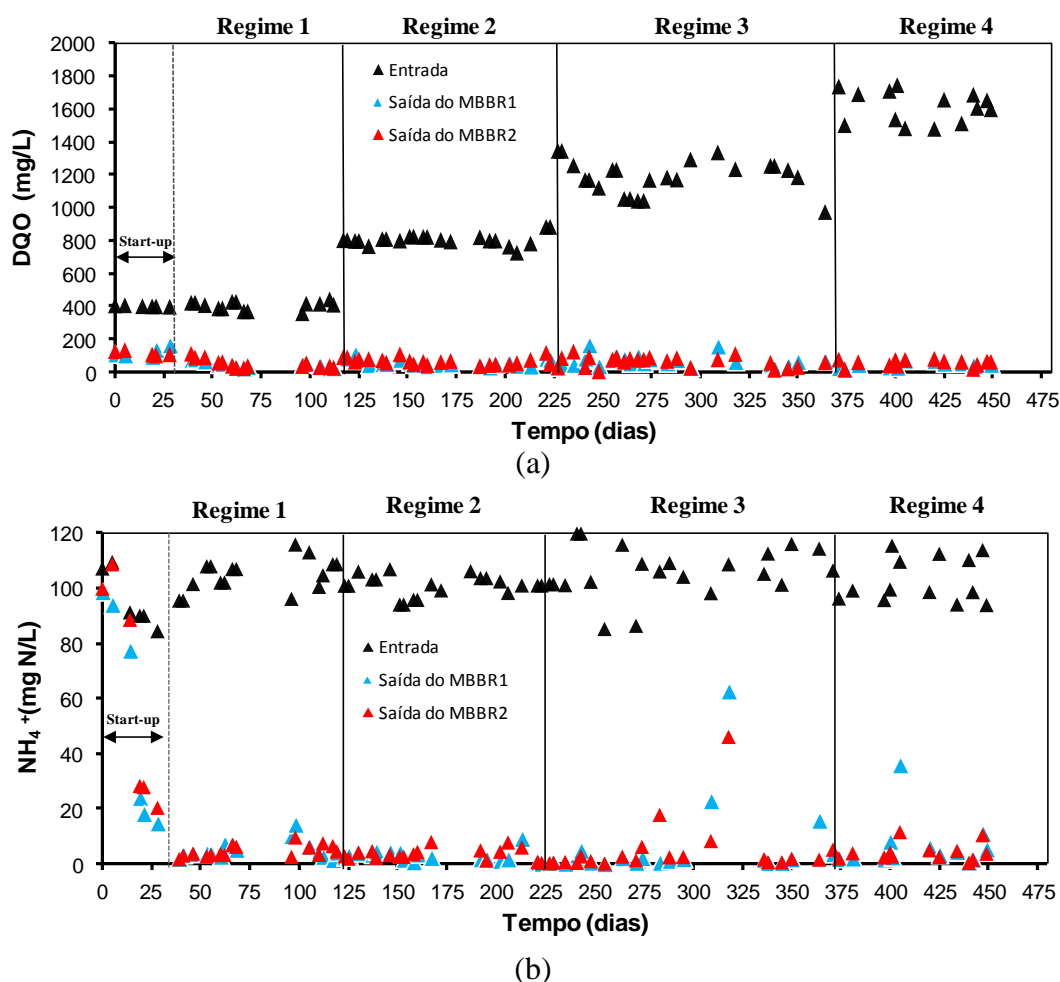 Regime 1 Regime 2 Regime 3 Regime 4
2000
1800
1600
1400
1200
1000
800
600
400
200
0
DQO (mg/L)
Entrada
Saída do MBBR1
Saída do MBBR2
Start-up
0 25 50 75 100 125 150 175 200 225 250 275 300 325 350 375 400 425 450 475
Tempo (dias)
(a)
Regime 1 Regime 2 Regime 3 Regime 4
120
100
80
60
40
20
0
NH4 +(mg N/L)
Entrada
Saída do MBBR1
Saída do MBBR2
Start-up
0 25 50 75 100 125 150 175 200 225 250 275 300 325 350 375 400 425 450 475
Tempo (dias)
(b)